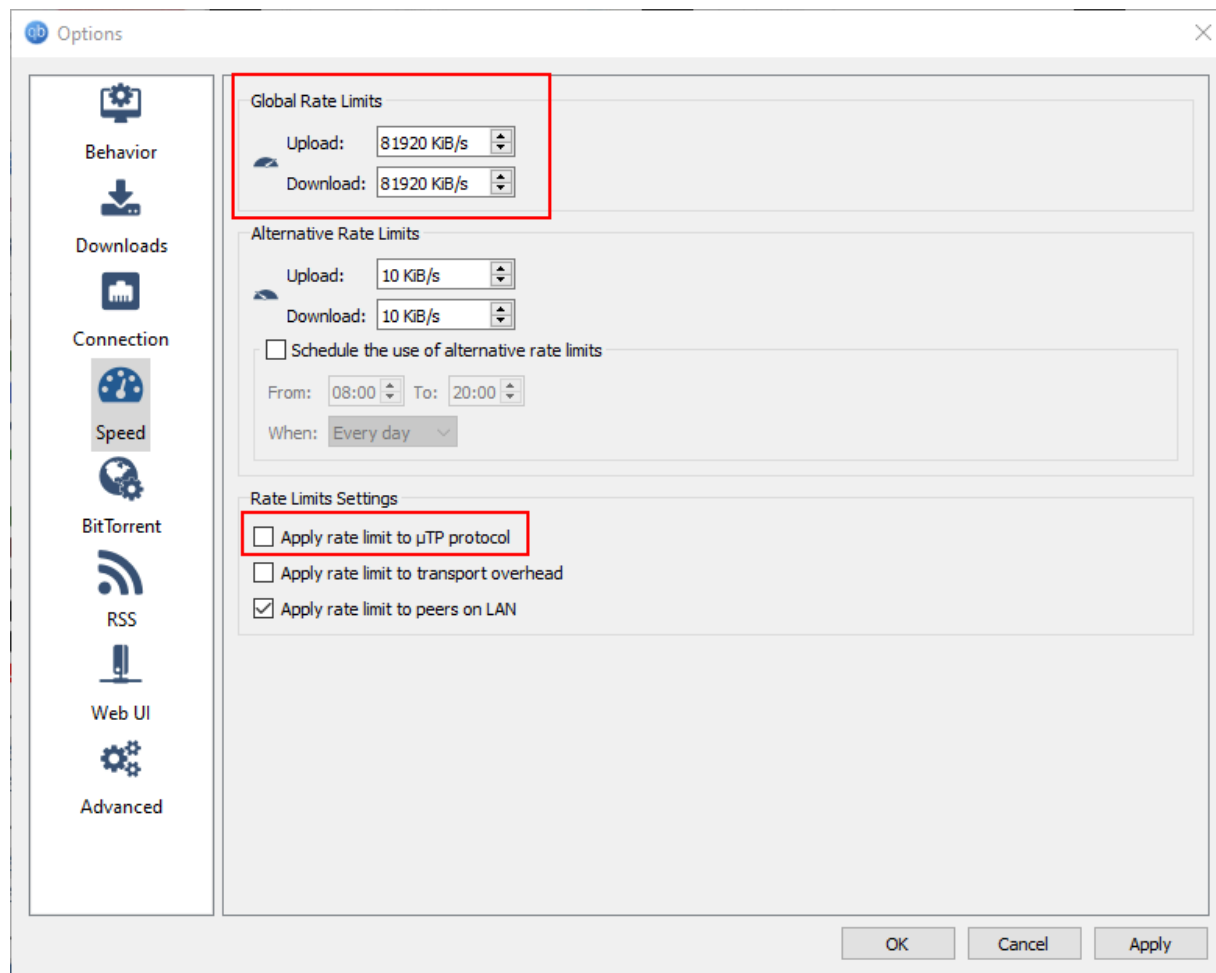 qb Options
Behavior
Downloads
Connection
Speed
BitTorrent
RSS
Web UI
Advanced
Global Rate Limits
Upload: 81920 KiB/s
Download: 81920 KiB/s
Alternative Rate Limits
Upload: 10 KiB/s
Download: 10 KiB/s
Schedule the use of alternative rate limits
From: 08:00 To: 20:00
When: Every day
Rate Limits Settings
Apply rate limit to µTP protocol
Apply rate limit to transport overhead
Apply rate limit to peers on LAN
OK Cancel Apply